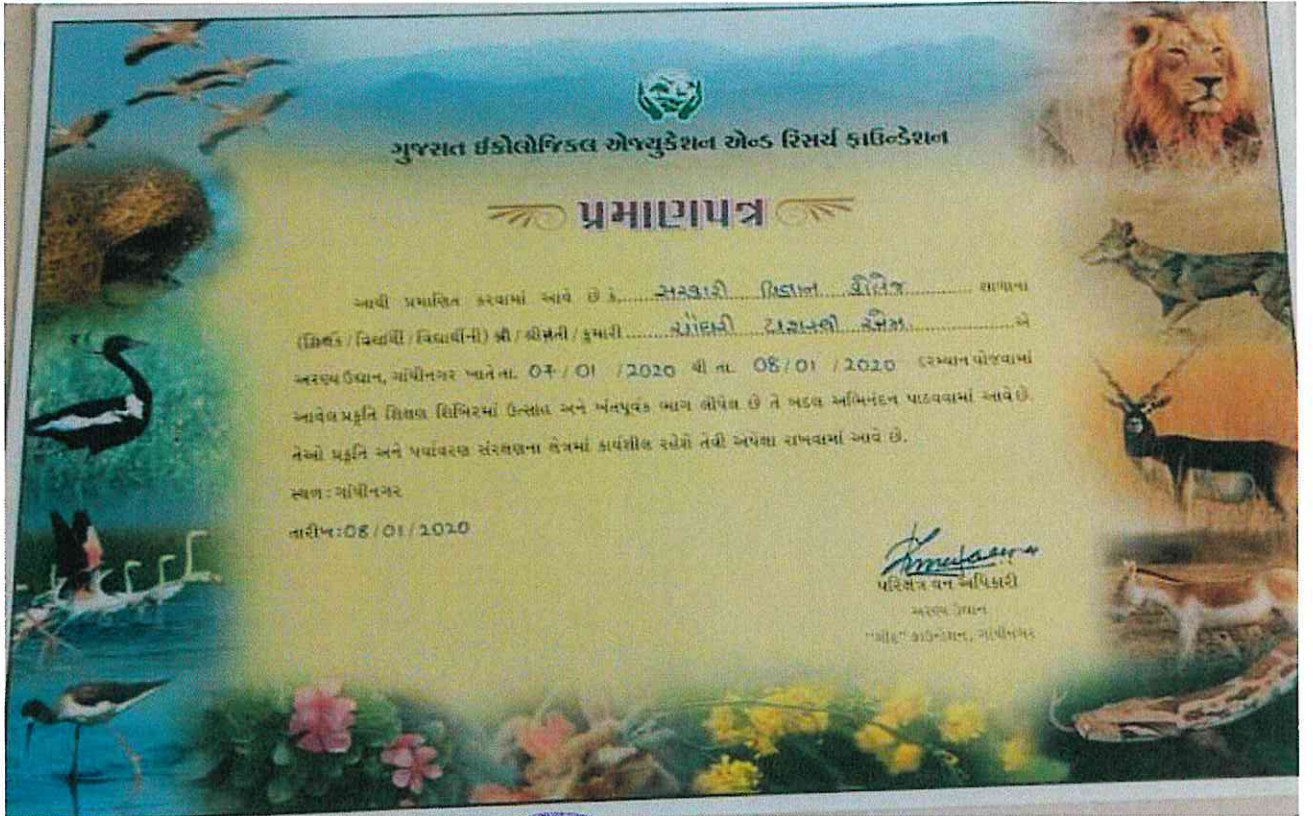 ગુજરાત ઈકોલોજિકલ એજ્યુકેશન એન્ડ રિસર્ચ ફાઉન્ડેશન
પ્રમાણપત્ર
આથી પ્રમાણિત કરવામાં આવે છે કે, સરકારી વિજ્ઞાન કોલેજ શાળાના
(શિક્ષક / વિદ્યાર્થી / વિદ્યાર્થીની) શ્રી / શ્રીમતી / કુમારી એ
અરણ્ય ઉદ્યાન, ગાંધીનગર ખાતે તા. 07 / 01 / 2020 થી તા. 08 / 01 / 2020 દરમ્યાન યોજવામાં
આવેલ પ્રકૃતિ શિક્ષણ શિબિરમાં ઉત્સાહ અને ખંતપૂર્વક ભાગ લીધેલ છે તે બદલ અભિનંદન પાઠવવામાં આવે છે.
તેઓ પ્રકૃતિ અને પર્યાવરણ સંરક્ષણના ક્ષેત્રમાં કાર્યશીલ રહેશે તેવી અપેક્ષા રાખવામાં આવે છે.
સ્થળ : ગાંધીનગર
તારીખ : 08 / 01 / 2020
પરિક્ષેત્ર વન અધિકારી
અરણ્ય ઉદ્યાન
"ગીર" ફાઉન્ડેશન, ગાંધીનગર